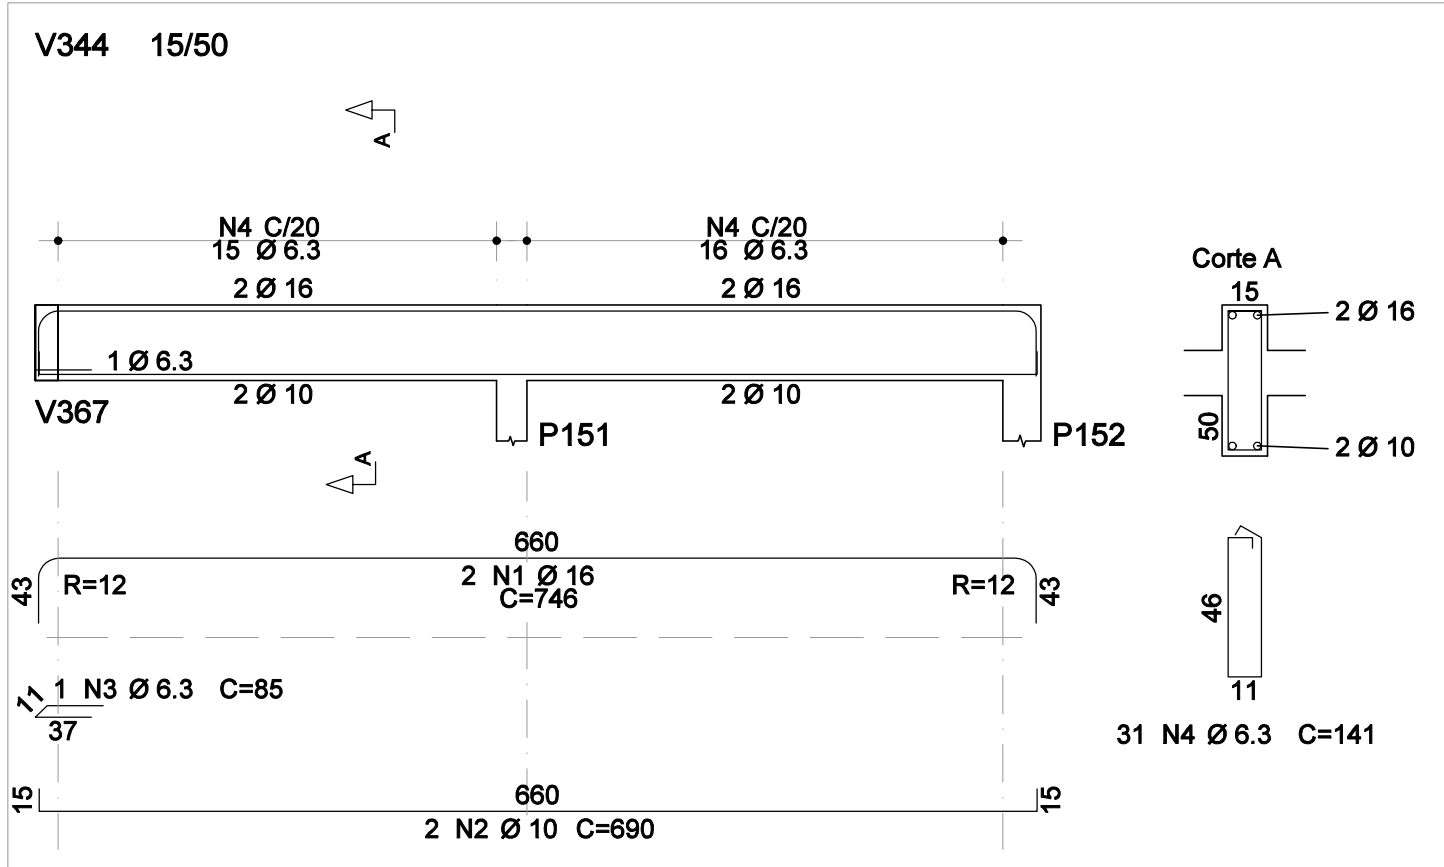 V344 15/50
A
N4 C/20
15 Ø 6.3
N4 C/20
16 Ø 6.3
2 Ø 16
2 Ø 16
1 Ø 6.3
2 Ø 10
2 Ø 10
V367
P151
P152
A
Corte A
15
2 Ø 16
50
2 Ø 10
660
43
R=12
2 N1 Ø 16
C=746
R=12
43
46
11
31 N4 Ø 6.3 C=141
11
1 N3 Ø 6.3 C=85
37
15
660
15
2 N2 Ø 10 C=690